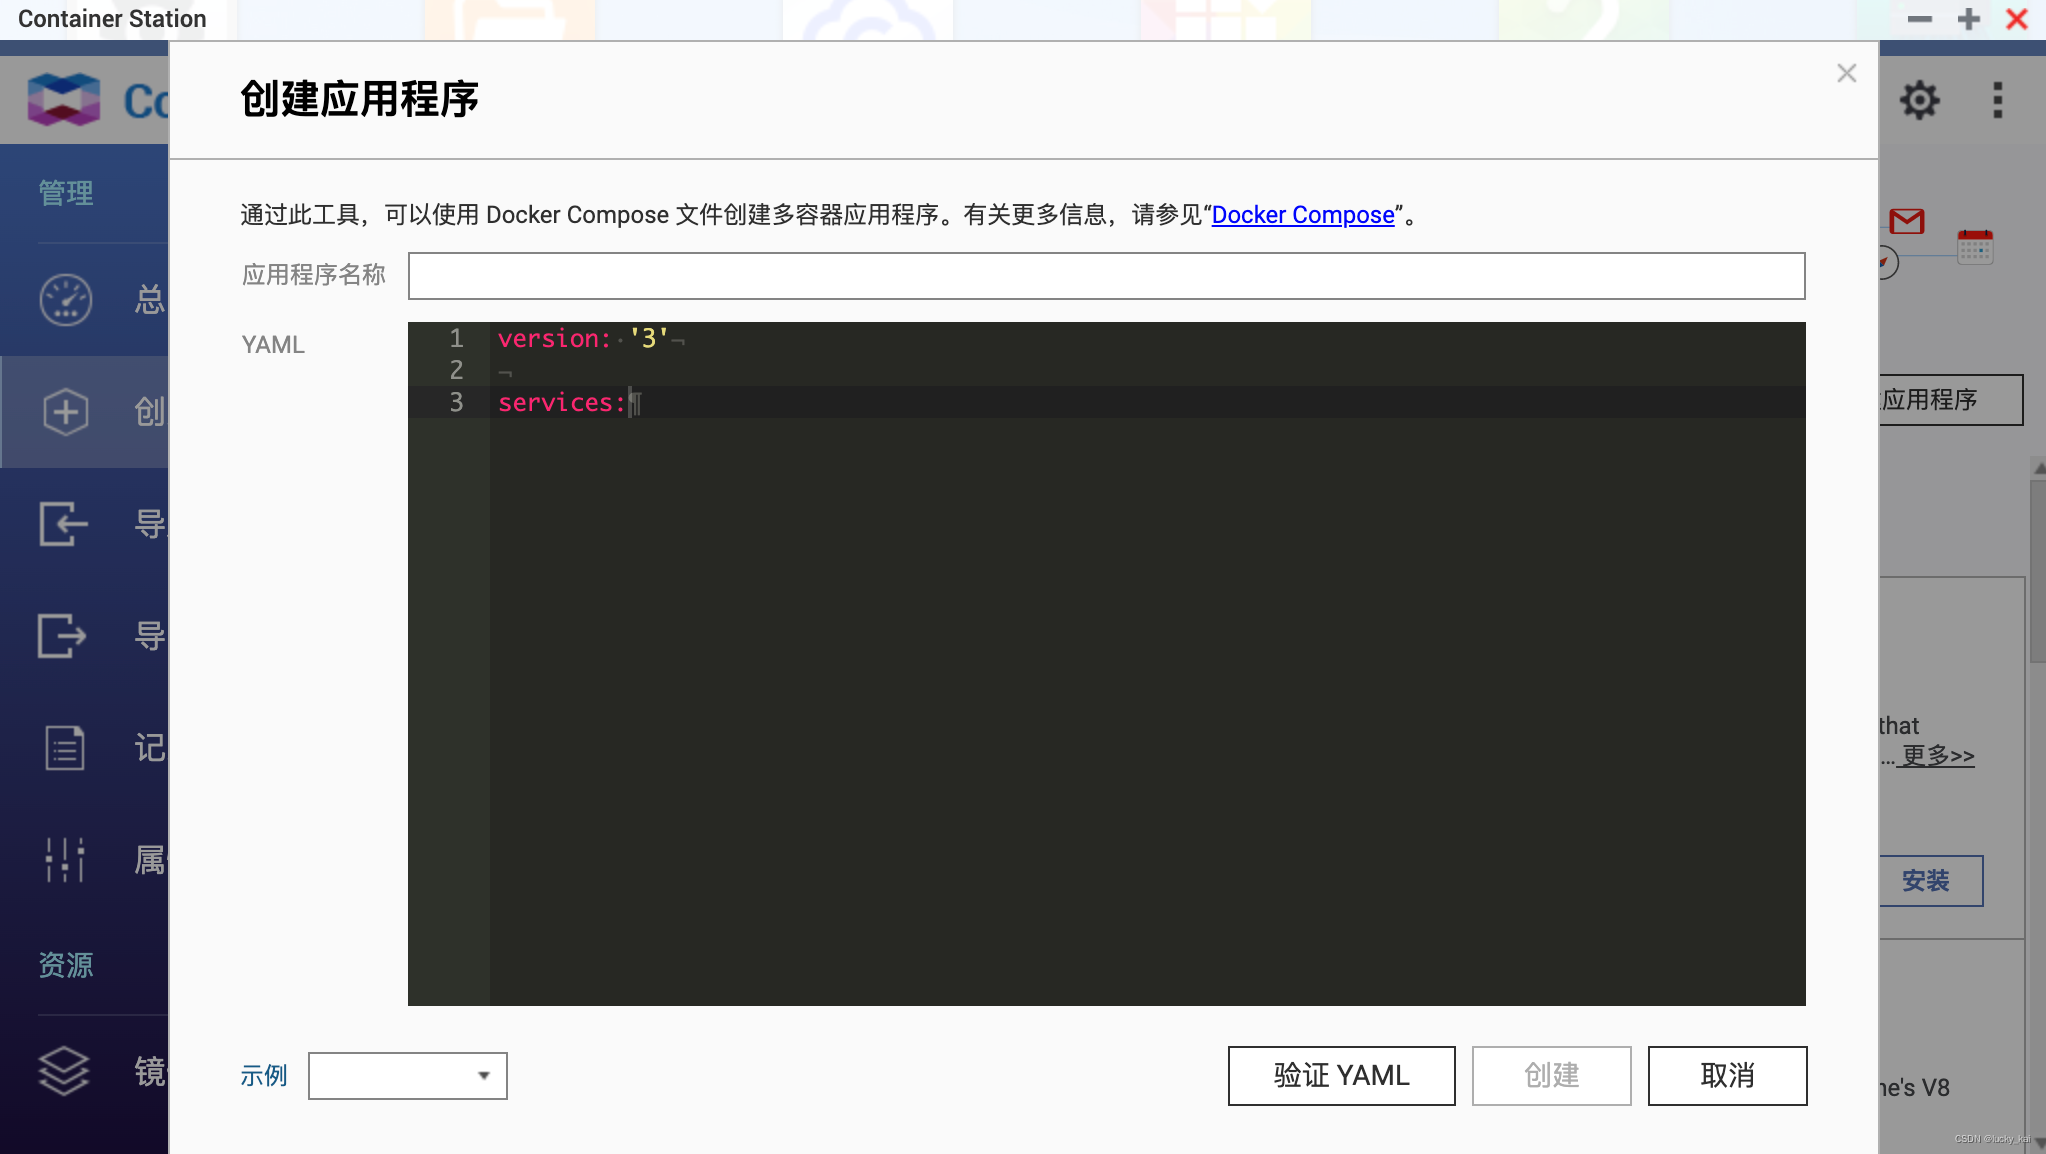 Container Station
创建应用程序
Co
管理
通过此工具，可以使用 Docker Compose 文件创建多容器应用程序。有关更多信息，请参见“Docker Compose”。
应用程序名称
总
YAML
1 version: '3'
2
3 services:
创
应用程序
导
导
that
记
... 更多>>
属
安装
资源
镜
示例
验证 YAML
创建
取消
ne's V8
CSDN @lucky_kai